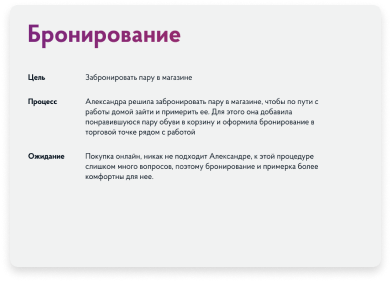 Бронирование
Цель Забронировать пару в магазине
Процесс Александра решила забронировать пару в магазине, чтобы по пути с
работы домой зайти и примерить ее. Для этого она добавила
понравившуюся пару обуви в корзину и оформила бронирование в
торговой точке рядом с работой
Ожидание Покупка онлайн, никак не подходит Александре, к этой процедуре
слишком много вопросов, поэтому бронирование и примерка более
комфортны для нее.